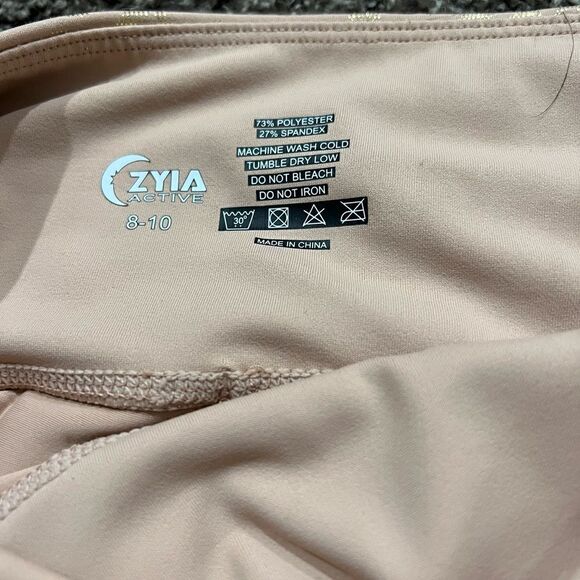 ZYIA
ACTIVE
8-10
73% POLYESTER
27% SPANDEX
MACHINE WASH COLD
TUMBLE DRY LOW
DO NOT BLEACH
DO NOT IRON
30°
MADE IN CHINA